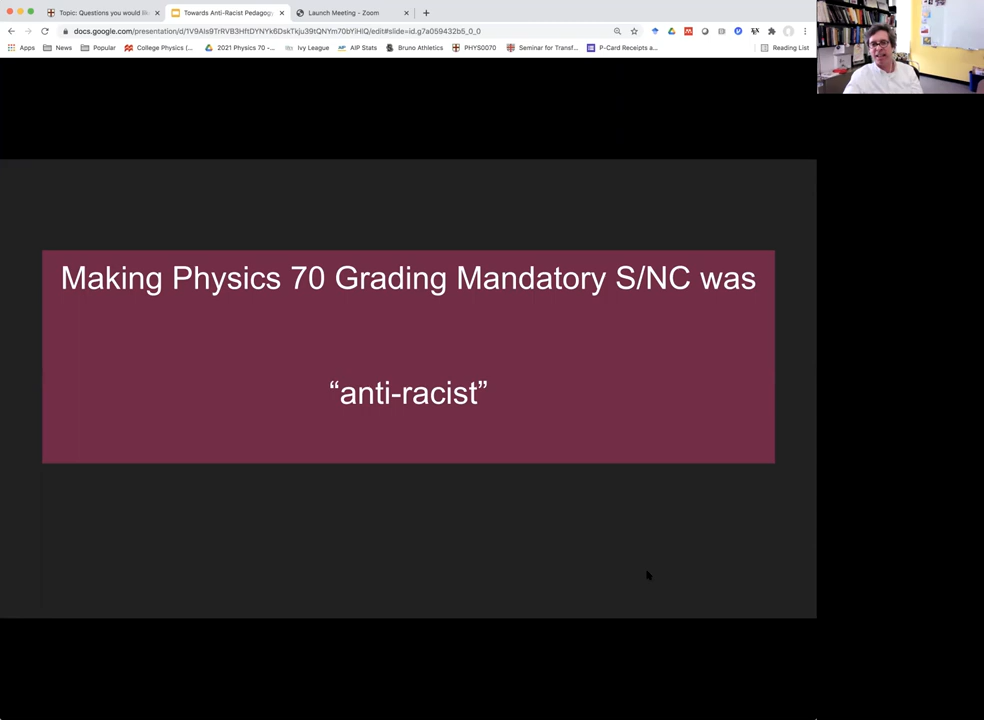 Topic: Questions you would lik
Towards Anti-Racist Pedagogy
Launch Meeting - Zoom
docs.google.com/presentation/d/1V9Als9TrRVB3HftDYNYk6DskTkju39tQNYm70bYlHIQ/edit#slide=id.g7a059432b5_0_0
Apps News Popular College Physics (... 2021 Physics 70 -... Ivy League AIP Stats Bruno Athletics PHYS0070 Seminar for Transf... P-Card Receipts a... Reading List
Making Physics 70 Grading Mandatory S/NC was
“anti-racist”